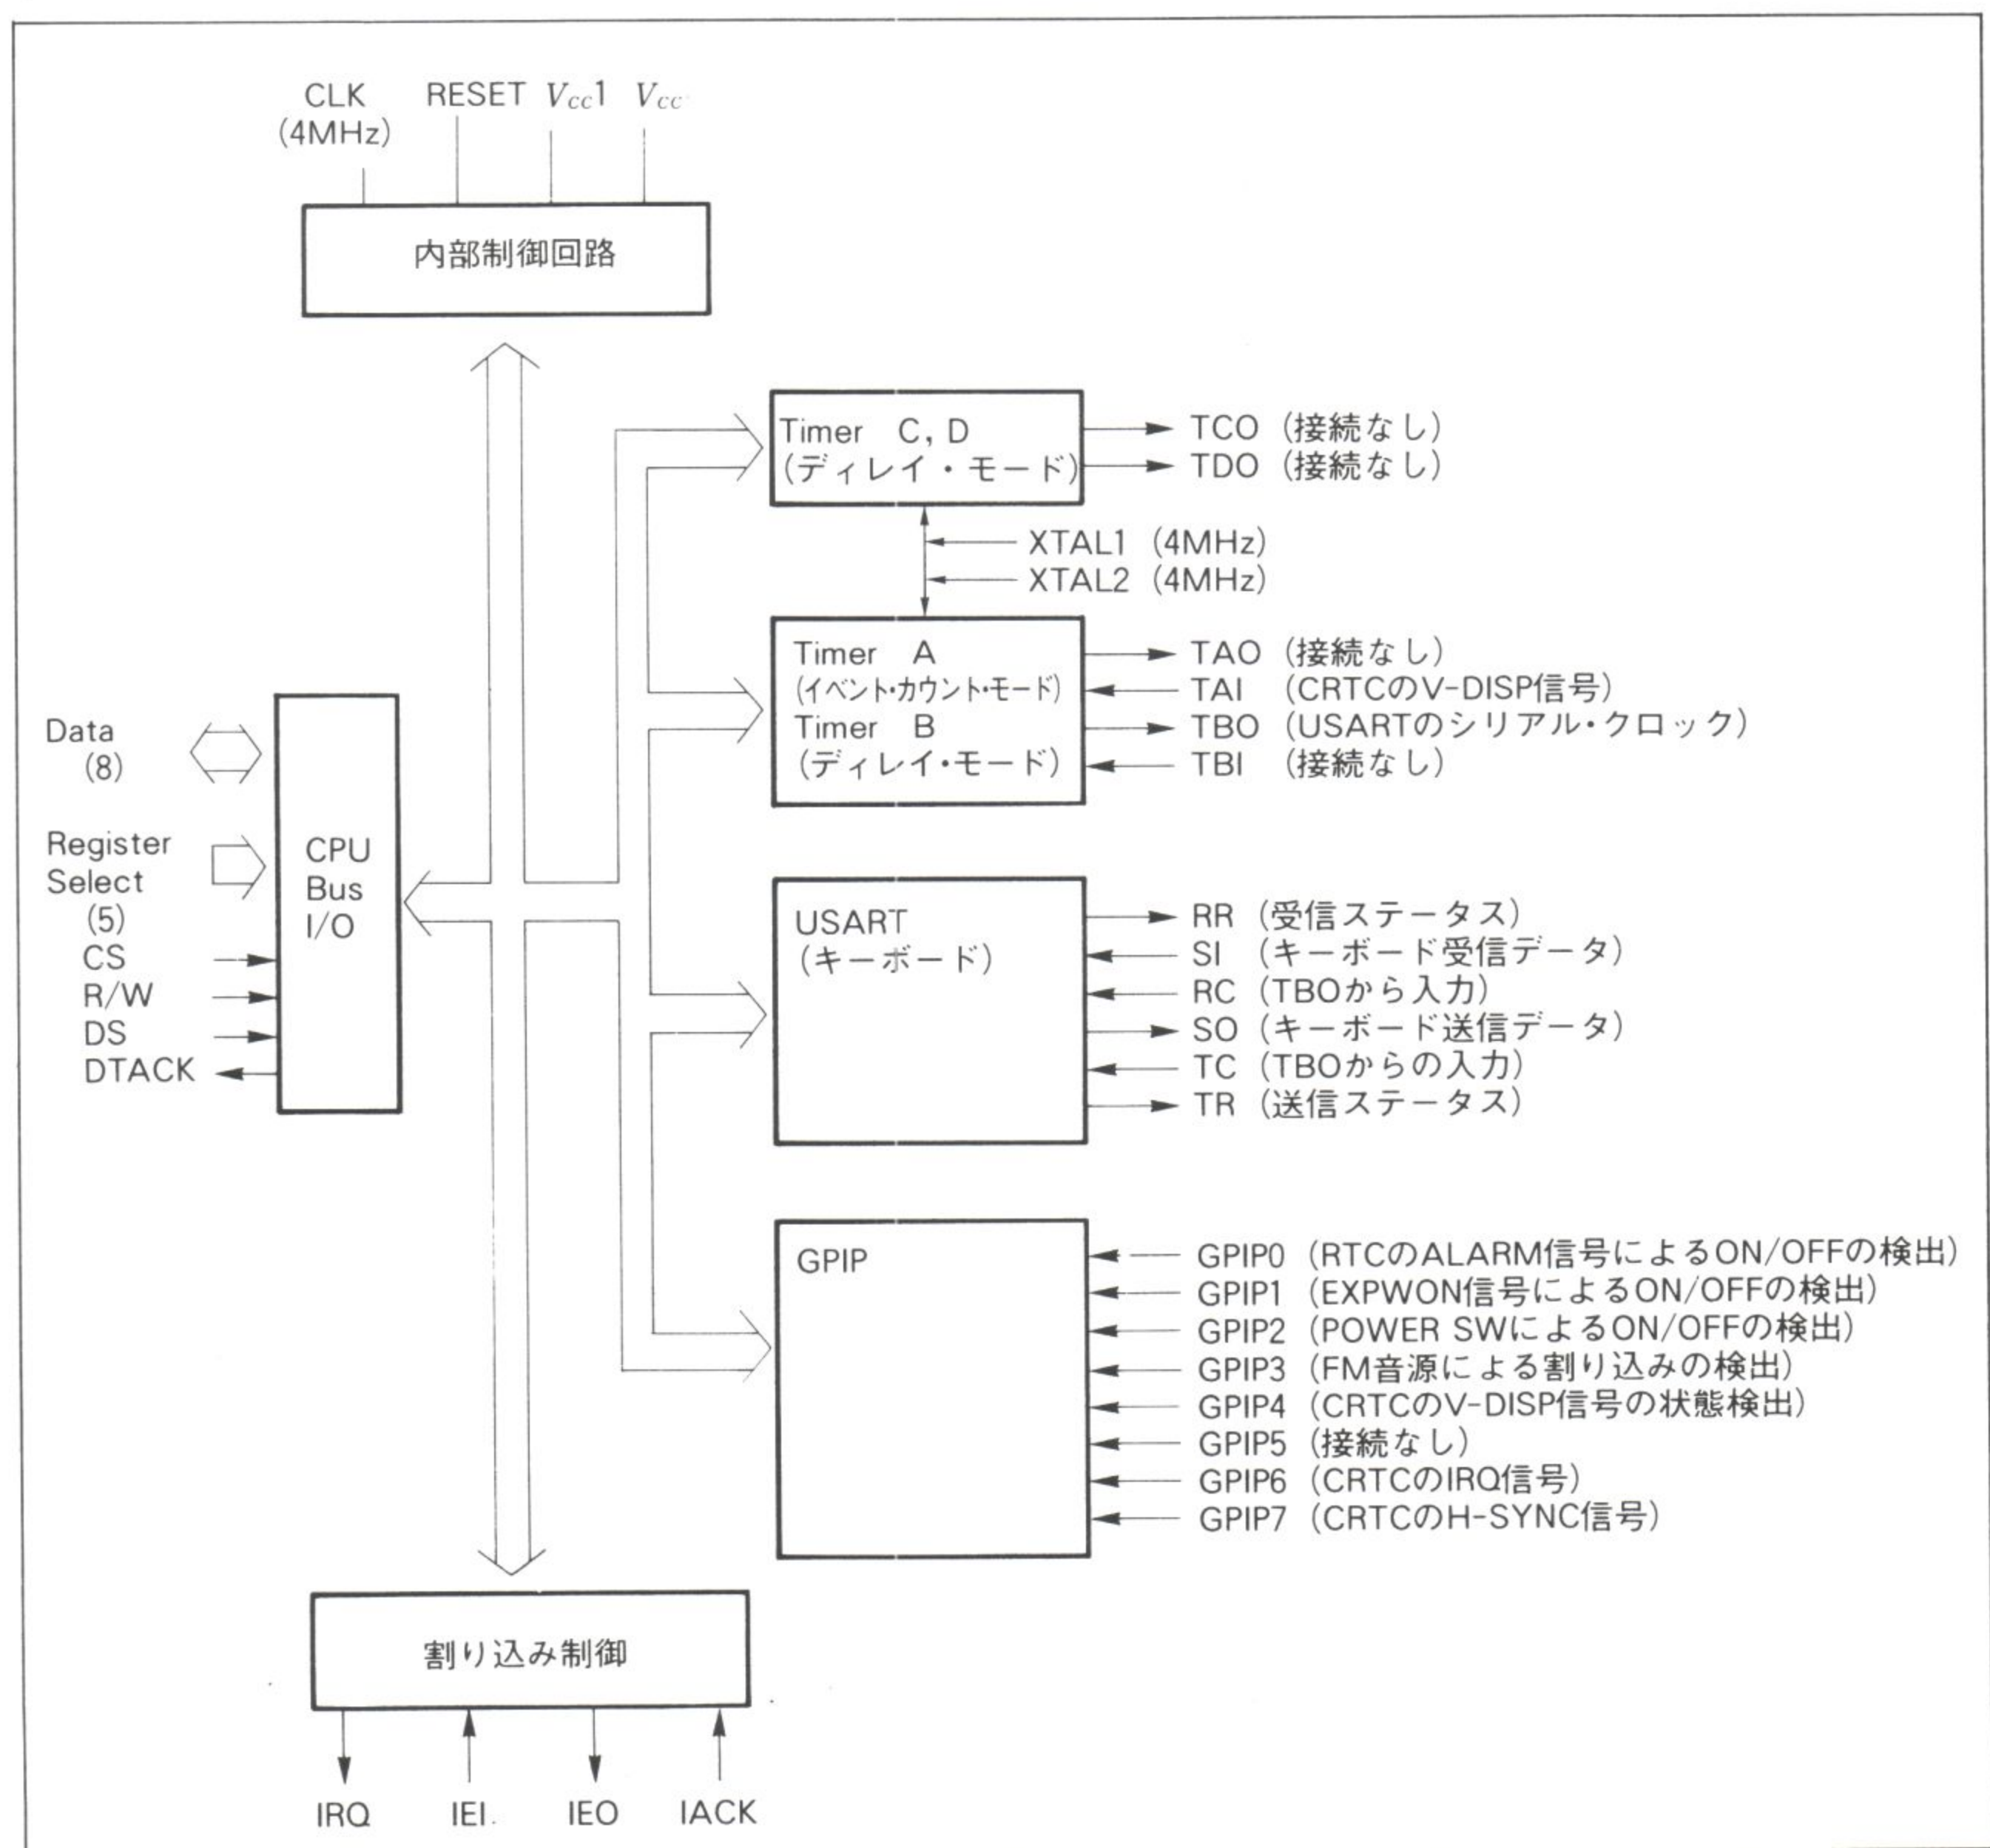 CLK RESET Vcc1 Vcc
(4MHz)
内部制御回路
Timer C, D
(ディレイ・モード)
TCO (接続なし)
TDO (接続なし)
XTAL1 (4MHz)
XTAL2 (4MHz)
Timer A
(イベント・カウント・モード)
Timer B
(ディレイ・モード)
TAO (接続なし)
TAI (CRTCのV-DISP信号)
TBO (USARTのシリアル・クロック)
TBI (接続なし)
Data
(8)
Register
Select
(5)
CS
R/W
DS
DTACK
CPU
Bus
I/O
USART
(キーボード)
RR (受信ステータス)
SI (キーボード受信データ)
RC (TBOから入力)
SO (キーボード送信データ)
TC (TBOからの入力)
TR (送信ステータス)
GPIP
GPIP0 (RTCのALARM信号によるON/OFFの検出)
GPIP1 (EXPWON信号によるON/OFFの検出)
GPIP2 (POWER SWによるON/OFFの検出)
GPIP3 (FM音源による割り込みの検出)
GPIP4 (CRTCのV-DISP信号の状態検出)
GPIP5 (接続なし)
GPIP6 (CRTCのIRQ信号)
GPIP7 (CRTCのH-SYNC信号)
割り込み制御
IRQ IEI IEO IACK